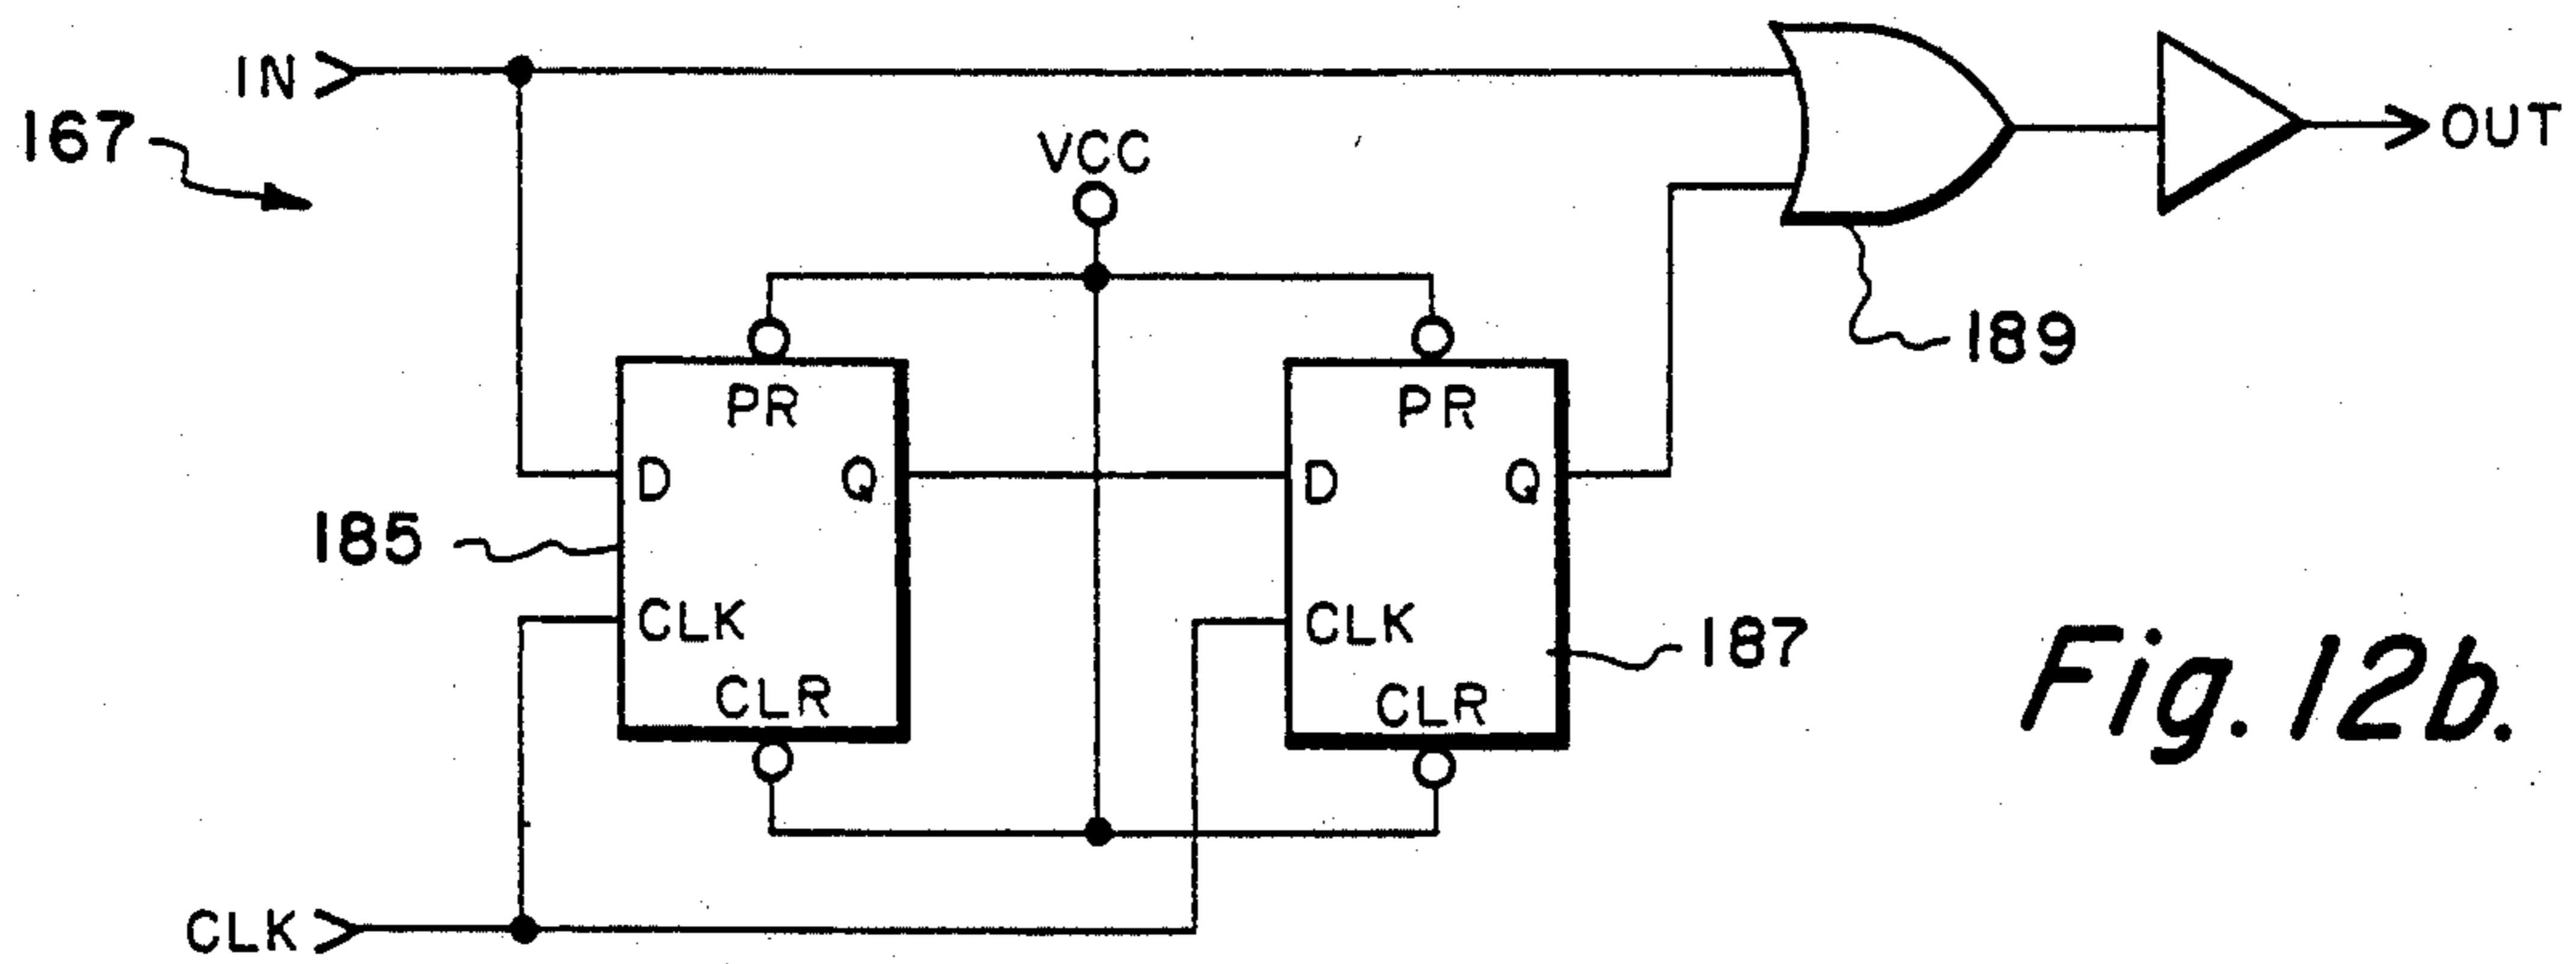 IN
OUT
167
VCC
189
PR
PR
D
Q
D
Q
185
CLK
CLK
187
CLR
CLR
CLK
Fig. 12b.